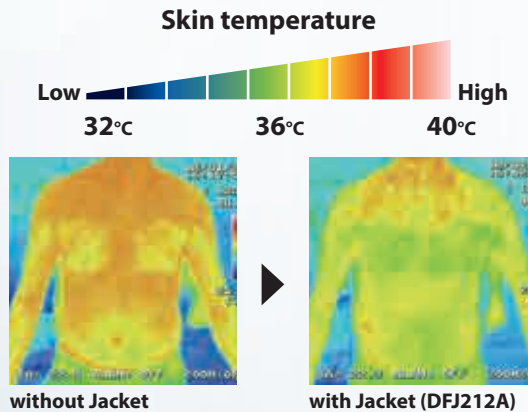 Skin temperature
Low High
32°C 36°C 40°C
without Jacket with Jacket (DFJ212A)